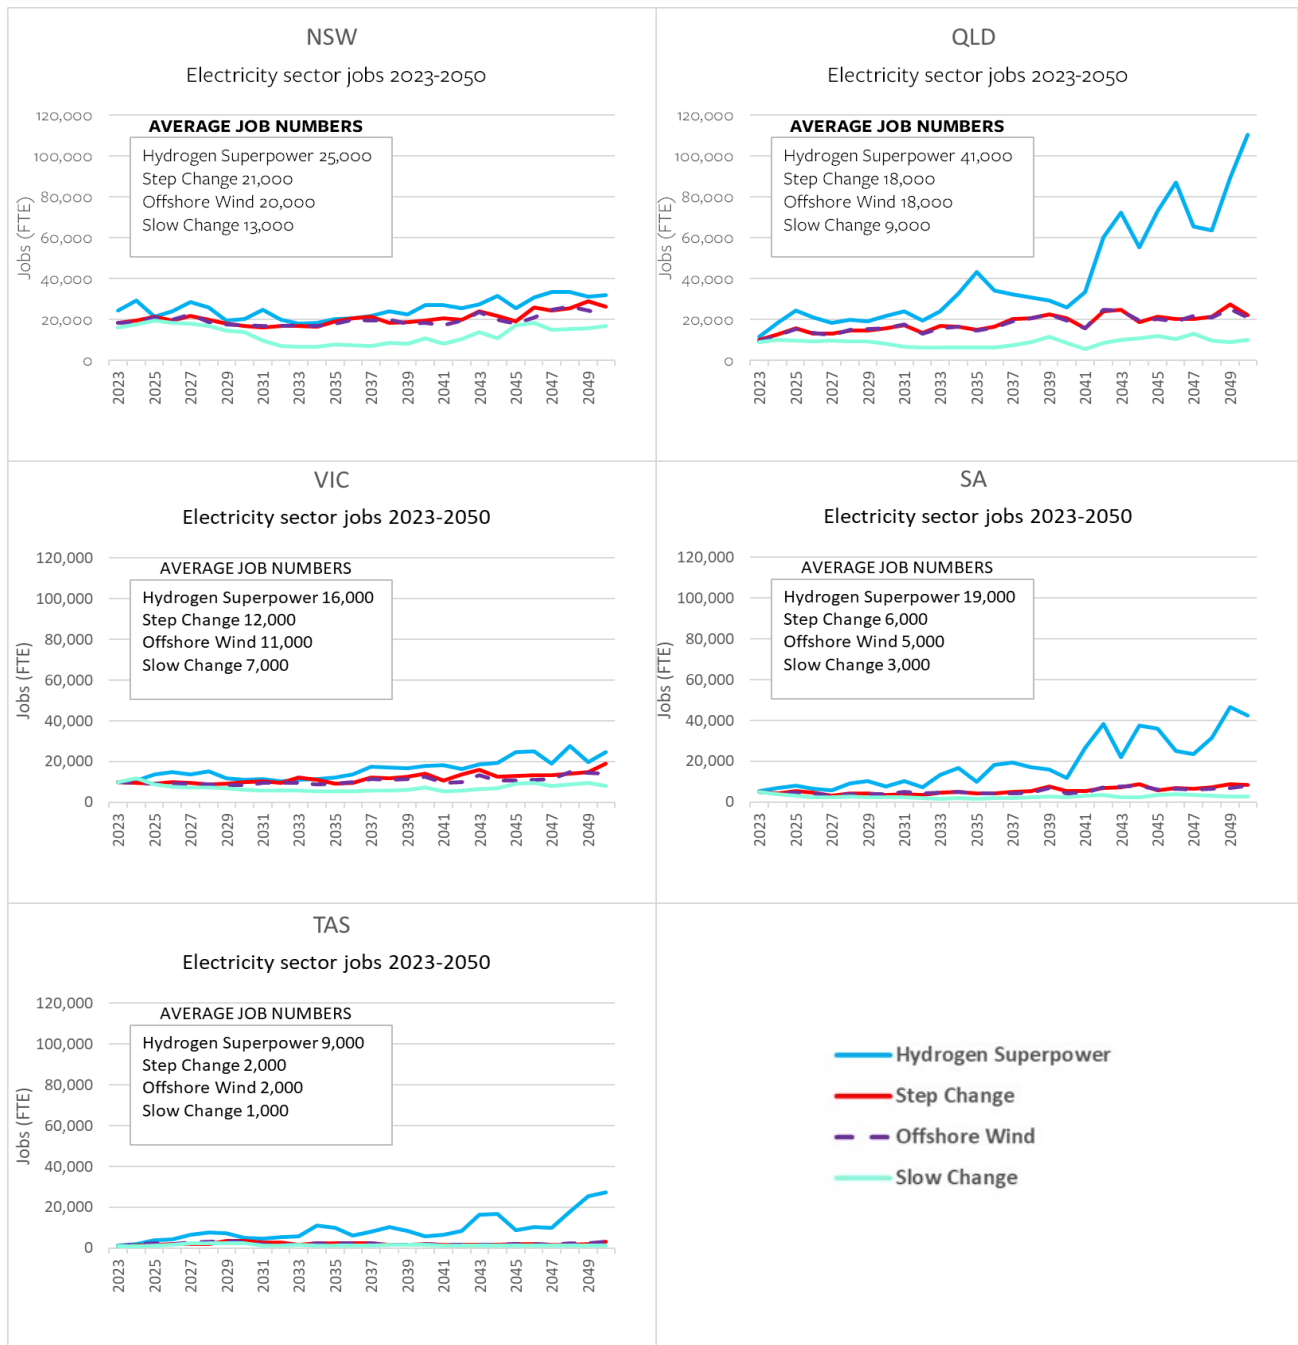 NSW
Electricity sector jobs 2023-2050
AVERAGE JOB NUMBERS
Hydrogen Superpower 25,000
Step Change 21,000
Offshore Wind 20,000
Slow Change 13,000
Jobs (FTE)
120,000
100,000
80,000
60,000
40,000
20,000
0
2023
2025
2027
2029
2031
2033
2035
2037
2039
2041
2043
2045
2047
2049
QLD
Electricity sector jobs 2023-2050
AVERAGE JOB NUMBERS
Hydrogen Superpower 41,000
Step Change 18,000
Offshore Wind 18,000
Slow Change 9,000
Jobs (FTE)
120,000
100,000
80,000
60,000
40,000
20,000
0
2023
2025
2027
2029
2031
2033
2035
2037
2039
2041
2043
2045
2047
2049
VIC
Electricity sector jobs 2023-2050
AVERAGE JOB NUMBERS
Hydrogen Superpower 16,000
Step Change 12,000
Offshore Wind 11,000
Slow Change 7,000
Jobs (FTE)
120,000
100,000
80,000
60,000
40,000
20,000
0
2023
2025
2027
2029
2031
2033
2035
2037
2039
2041
2043
2045
2047
2049
SA
Electricity sector jobs 2023-2050
AVERAGE JOB NUMBERS
Hydrogen Superpower 19,000
Step Change 6,000
Offshore Wind 5,000
Slow Change 3,000
Jobs (FTE)
120,000
100,000
80,000
60,000
40,000
20,000
0
2023
2025
2027
2029
2031
2033
2035
2037
2039
2041
2043
2045
2047
2049
TAS
Electricity sector jobs 2023-2050
AVERAGE JOB NUMBERS
Hydrogen Superpower 9,000
Step Change 2,000
Offshore Wind 2,000
Slow Change 1,000
Jobs (FTE)
120,000
100,000
80,000
60,000
40,000
20,000
0
2023
2025
2027
2029
2031
2033
2035
2037
2039
2041
2043
2045
2047
2049
Hydrogen Superpower
Step Change
Offshore Wind
Slow Change